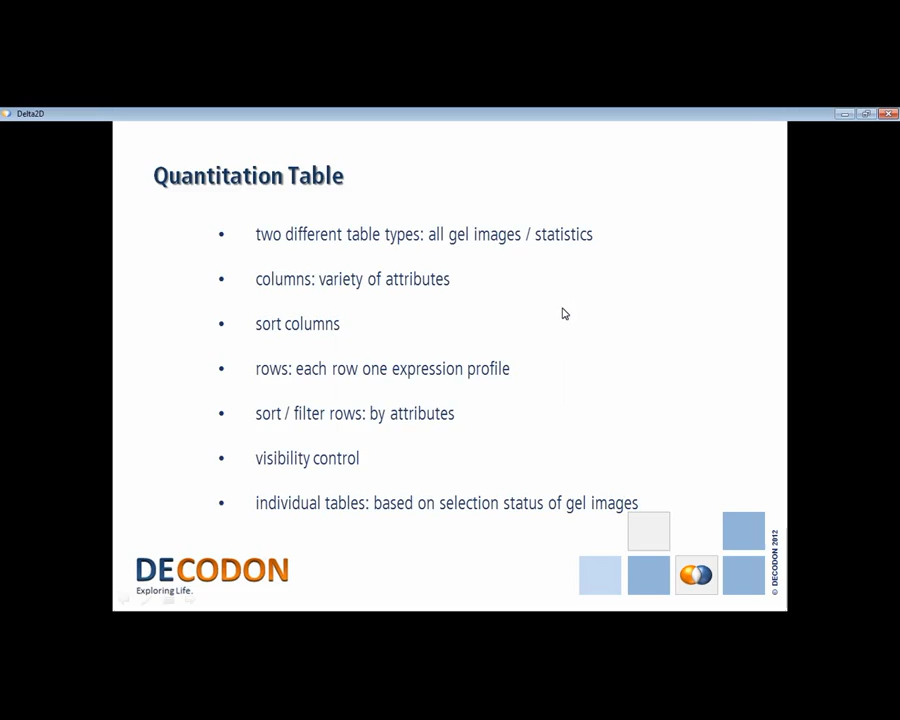 Delta2D
Quantitation Table
• two different table types: all gel images / statistics
• columns: variety of attributes
• sort columns
• rows: each row one expression profile
• sort / filter rows: by attributes
• visibility control
• individual tables: based on selection status of gel images
DECODON
Exploring Life.
© DECODON 2012